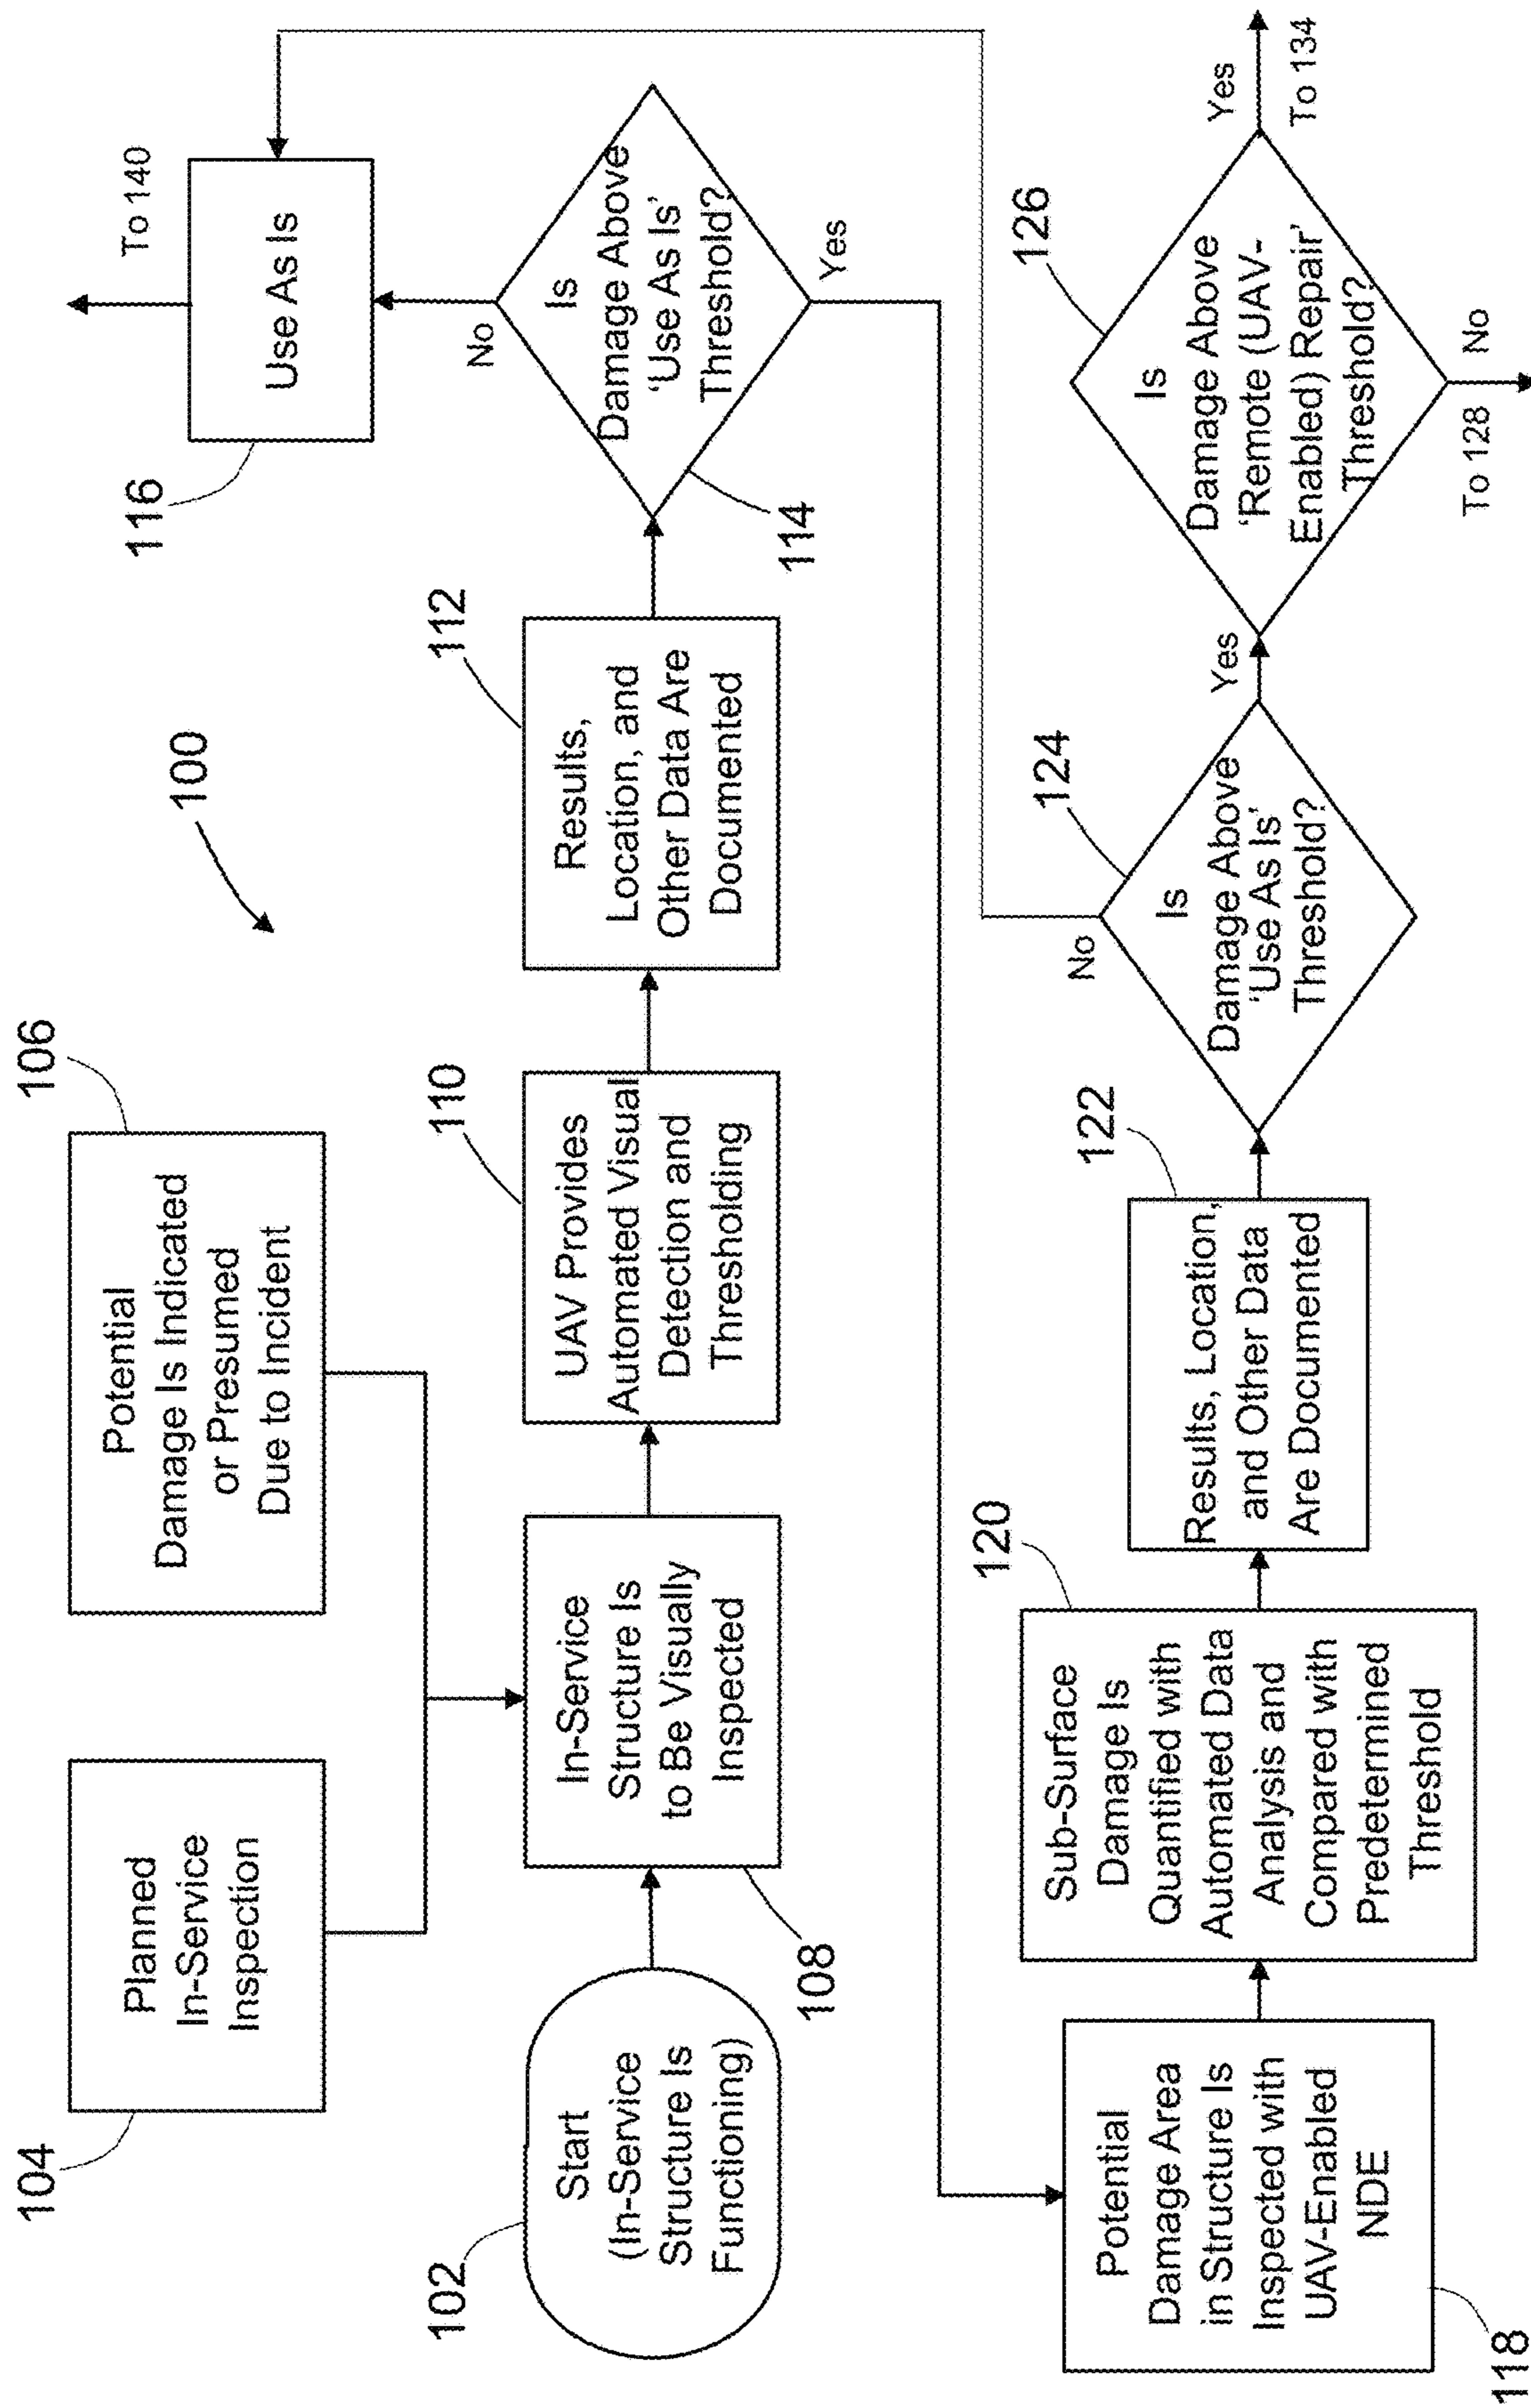 100
102
Start
(In-Service
Structure Is
Functioning)
104
Planned
In-Service
Inspection
106
Potential
Damage Is Indicated
or Presumed
Due to Incident
108
In-Service
Structure Is
to Be Visually
Inspected
110
UAV Provides
Automated Visual
Detection and
Thresholding
112
Results,
Location, and
Other Data Are
Documented
114
Is
Damage Above
‘Use As Is’
Threshold?
No
Yes
116
Use As Is
To 140
118
Potential
Damage Area
in Structure Is
Inspected with
UAV-Enabled
NDE
120
Sub-Surface
Damage Is
Quantified with
Automated Data
Analysis and
Compared with
Predetermined
Threshold
122
Results, Location,
and Other Data
Are Documented
124
Is
Damage Above
‘Use As Is’
Threshold?
No
Yes
126
Is
Damage Above
‘Remote (UAV-
Enabled) Repair’
Threshold?
Yes
To 134
No
To 128